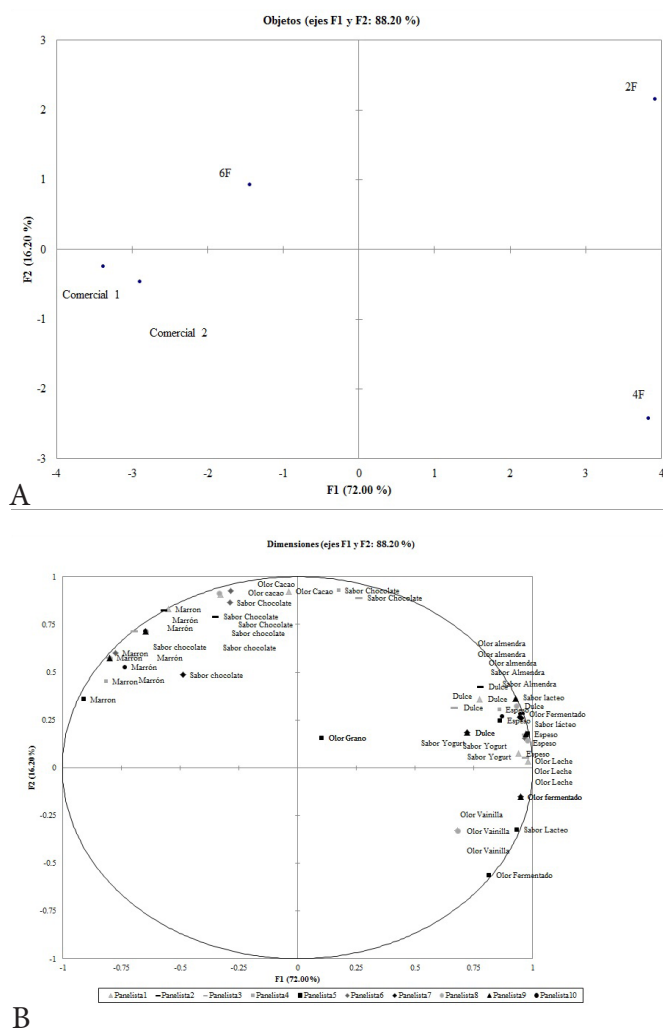 Objetos (ejes F1 y F2: 88.20 %)
3
2F
2
6F
1
0
Comercial 1
-1
Comercial 2
-2
4F
-3
-4 -3 -2 -1 0 1 2 3 4
F2 (16.20 %)
F1 (72.00 %)
A
Dimensiones (ejes F1 y F2: 88.20 %)
1
Olor Cacao
Olor cacao Olor Cacao Sabor Chocolate
Sabor Chocolate Sabor Chocolate
Marron
Marrón Sabor Chocolate
0.75
Sabor Chocolate
Marrón Marrón
Sabor chocolate
Olor almendra
Sabor chocolate Sabor chocolate
Olor almendra
Marron Marrón
Olor almendra
Marrón
Sabor Almendra
0.5
Sabor chocolate
Marron Marrón
Dulce Sabor Almendra
Marron
Dulce Dulce Sabor lacteo
Dulce Dulce
Espeso Olor Fermentado
0.25
Espeso Sabor lácteo
Olor Grano
Dulce Espeso
Sabor Yogurt Sabor Yogurt Espeso
Sabor Yogurt Espeso
Olor Leche
0
Olor Leche
Olor Leche
Olor fermentado
0.25
Olor Vainilla
Olor Vainilla Sabor Lacteo
Olor Vainilla
0.5
Olor Fermentado
-0.75
-1
-1 -0.75 -0.5 -0.25 0 0.25 0.5 0.75 1
F2 (16.20 %)
F1 (72.00%)
Panelista1 Panelista2 Panelista3 Panelista4 Panelista5 Panelista6 Panelista7 Panelista8 Panelista9 Panelista10
B